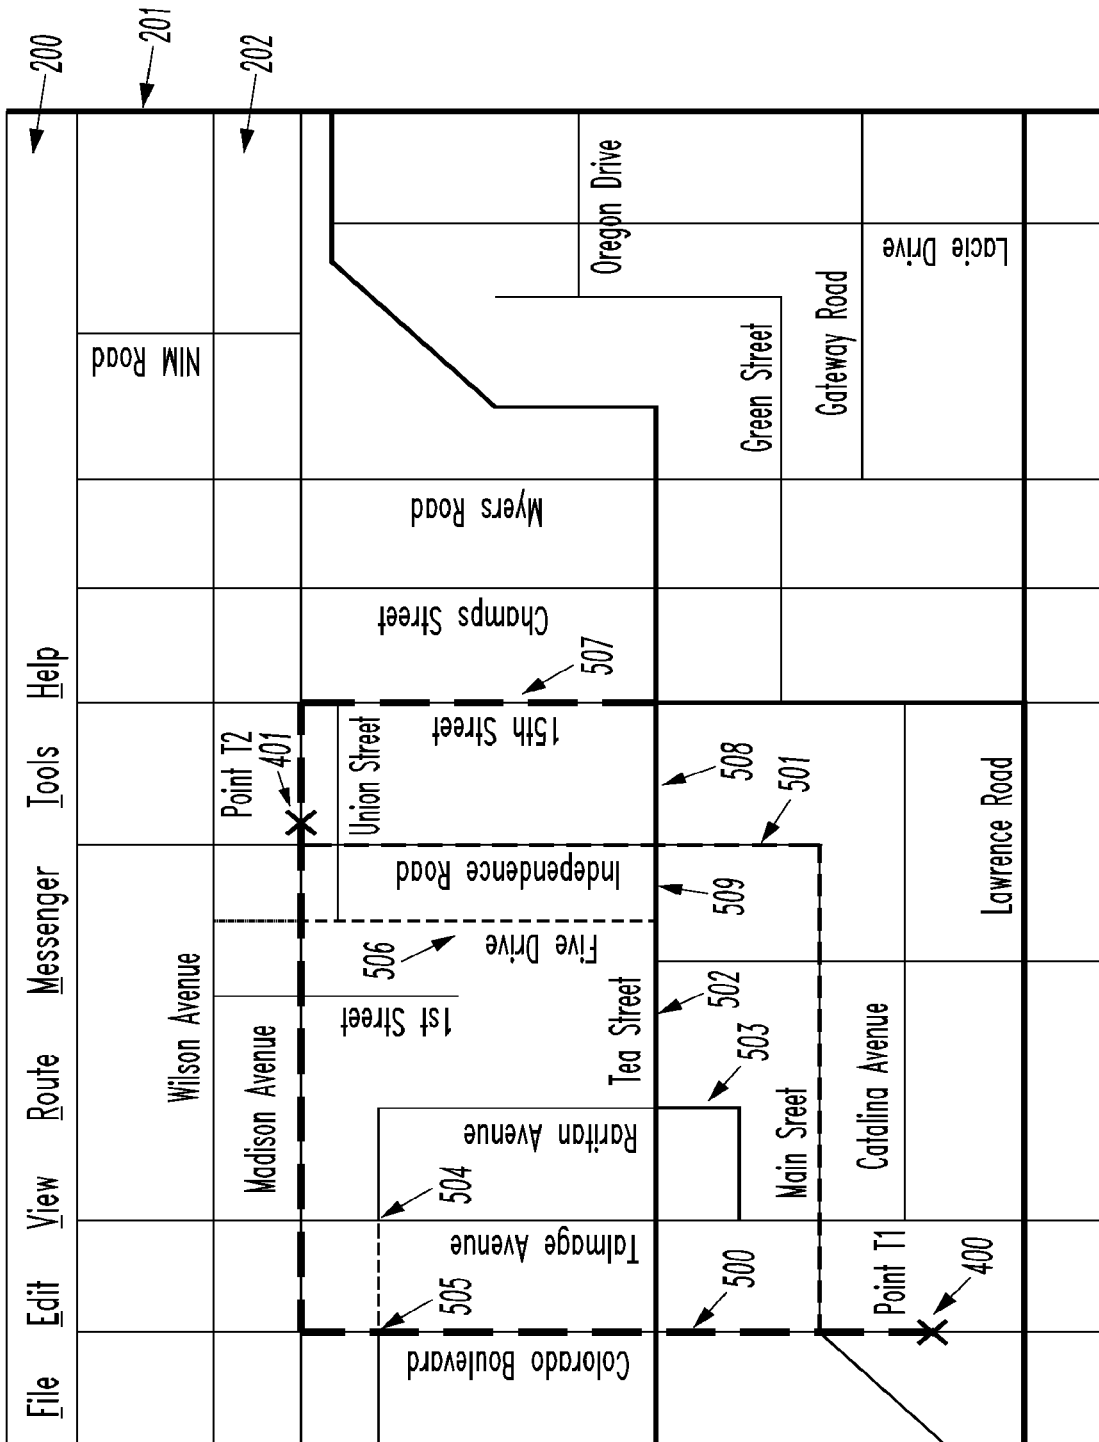 File Edit View Route Messenger Tools Help
200
201
202
Wilson Avenue
NIM Road
Madison Avenue
Point T2
401
Union Street
1st Street
506
Five Drive
Independence Road
15th Street
507
Champs Street
Myers Road
Oregon Drive
504
505
Talmage Avenue
Raritan Avenue
Colorado Boulevard
Tea Street
500
503
502
509
508
501
Green Street
Gateway Road
Lacie Drive
Main Sreet
Point T1
400
Catalina Avenue
Lawrence Road